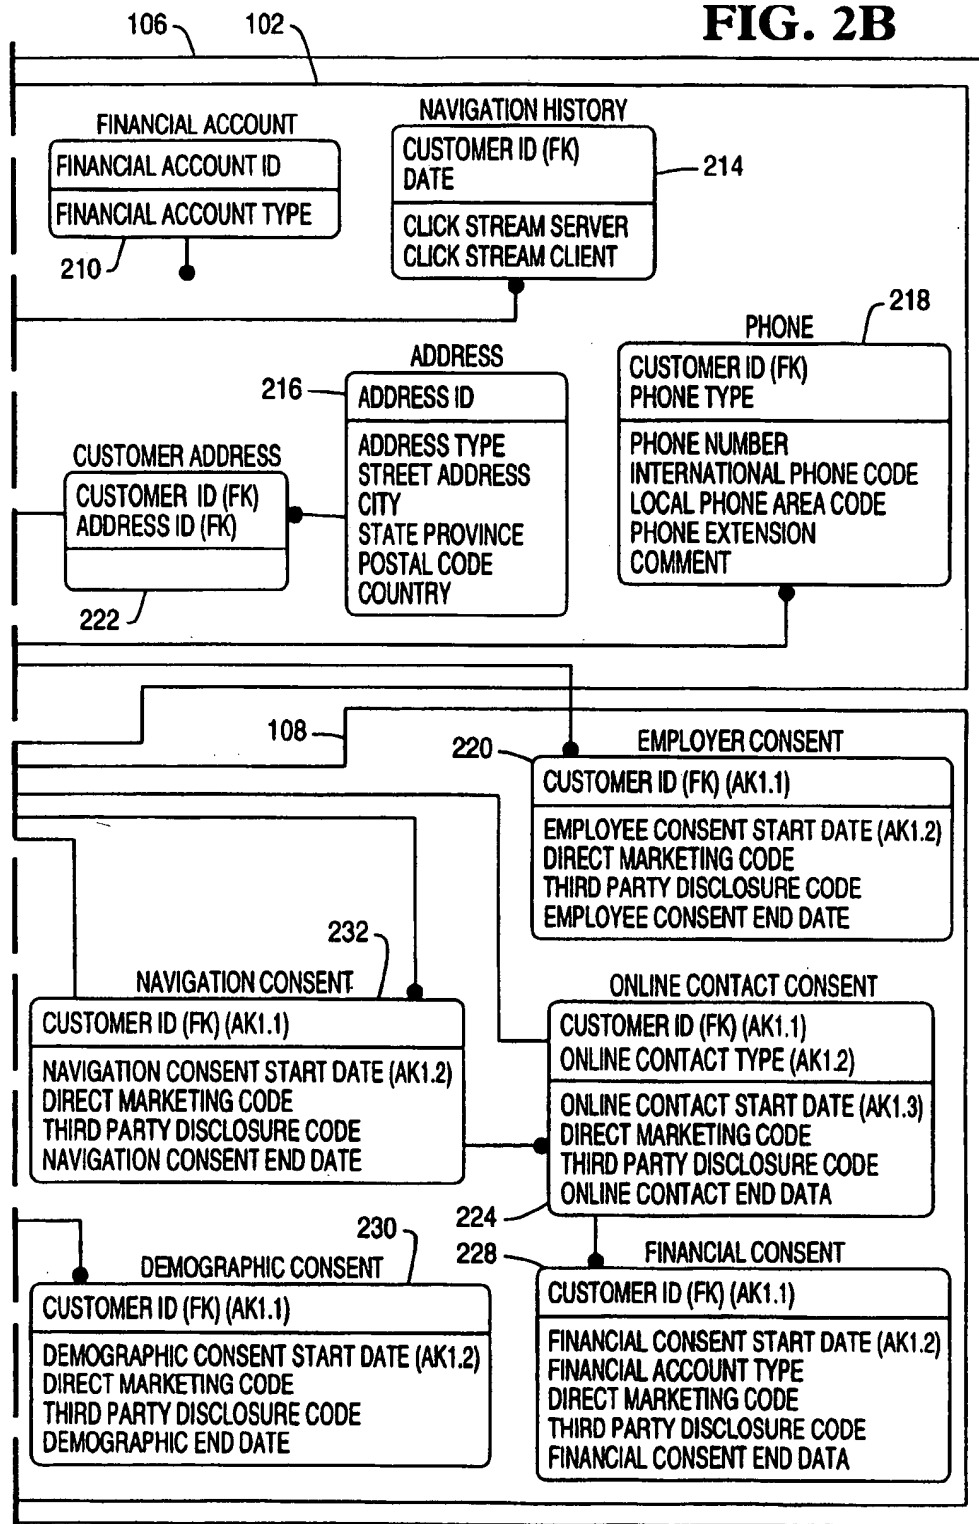 FIG. 2B
106
102
FINANCIAL ACCOUNT
FINANCIAL ACCOUNT ID
FINANCIAL ACCOUNT TYPE
210
NAVIGATION HISTORY
CUSTOMER ID (FK)
DATE
CLICK STREAM SERVER
CLICK STREAM CLIENT
214
ADDRESS
216
ADDRESS ID
ADDRESS TYPE
STREET ADDRESS
CITY
STATE PROVINCE
POSTAL CODE
COUNTRY
PHONE
218
CUSTOMER ID (FK)
PHONE TYPE
PHONE NUMBER
INTERNATIONAL PHONE CODE
LOCAL PHONE AREA CODE
PHONE EXTENSION
COMMENT
CUSTOMER ADDRESS
CUSTOMER ID (FK)
ADDRESS ID (FK)
222
108
220
EMPLOYER CONSENT
CUSTOMER ID (FK) (AK1.1)
EMPLOYEE CONSENT START DATE (AK1.2)
DIRECT MARKETING CODE
THIRD PARTY DISCLOSURE CODE
EMPLOYEE CONSENT END DATE
232
NAVIGATION CONSENT
CUSTOMER ID (FK) (AK1.1)
NAVIGATION CONSENT START DATE (AK1.2)
DIRECT MARKETING CODE
THIRD PARTY DISCLOSURE CODE
NAVIGATION CONSENT END DATE
ONLINE CONTACT CONSENT
CUSTOMER ID (FK) (AK1.1)
ONLINE CONTACT TYPE (AK1.2)
ONLINE CONTACT START DATE (AK1.3)
DIRECT MARKETING CODE
THIRD PARTY DISCLOSURE CODE
ONLINE CONTACT END DATA
224
230
DEMOGRAPHIC CONSENT
CUSTOMER ID (FK) (AK1.1)
DEMOGRAPHIC CONSENT START DATE (AK1.2)
DIRECT MARKETING CODE
THIRD PARTY DISCLOSURE CODE
DEMOGRAPHIC END DATE
228
FINANCIAL CONSENT
CUSTOMER ID (FK) (AK1.1)
FINANCIAL CONSENT START DATE (AK1.2)
FINANCIAL ACCOUNT TYPE
DIRECT MARKETING CODE
THIRD PARTY DISCLOSURE CODE
FINANCIAL CONSENT END DATA